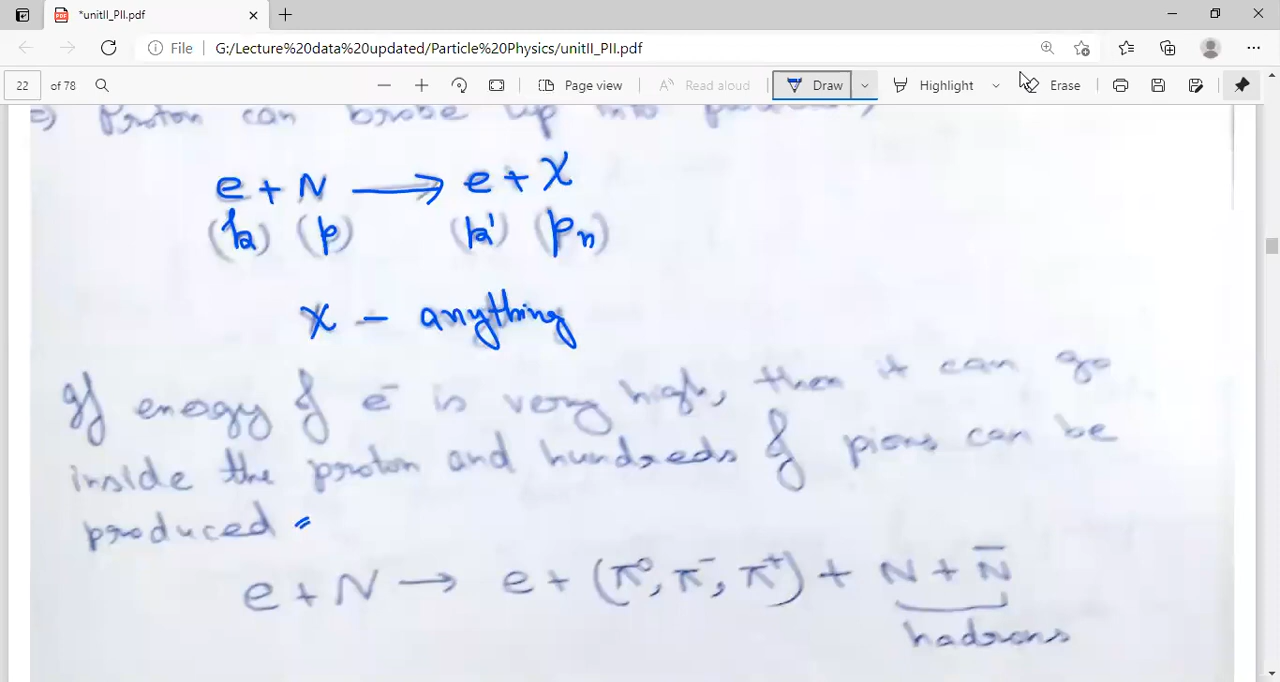 *unitII_PII.pdf
File G:/Lecture%20data%20updated/Particle%20Physics/unitII_PII.pdf
22 of 78 Page view Read aloud Draw Highlight Erase
Proton can broke up into
e + N ⟶ e + X
(k) (p) (k') (pn)
X – anything
If energy of e⁻ is very high, then it can go
inside the proton and hundreds of pions can be
produced
e + N → e + (π⁰, π⁻, π⁺) + N + N̅
hadrons